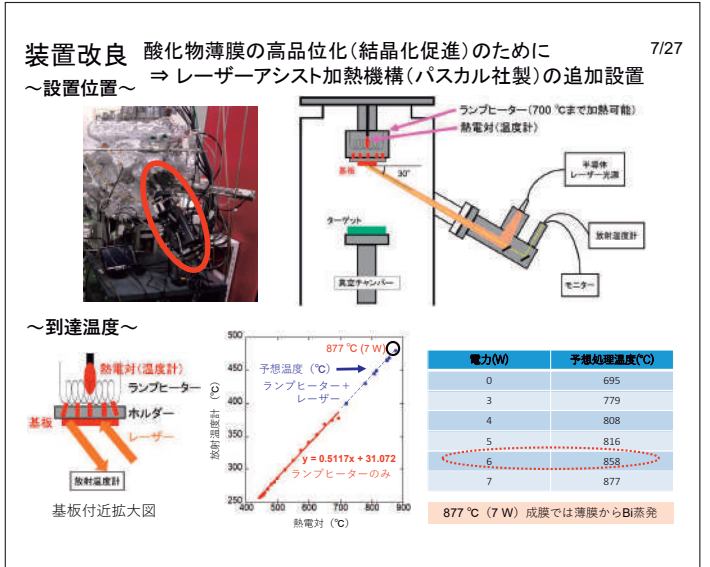 装置改良 酸化物薄膜の高品位化(結晶化促進)のために 7/27
～設置位置～ ⇒ レーザーアシスト加熱機構(パスカル社製)の追加設置
ランプヒーター(700 ℃まで加熱可能)
熱電対(温度計)
基板
30°
半導体
レーザー光源
ターゲット
放射温度計
真空チャンバー
モニター
～到達温度～
熱電対(温度計)
ランプヒーター
ホルダー
基板
レーザー
放射温度計
基板付近拡大図
500
450
400
350
300
250
放射温度計 (℃)
877 ℃ (7 W)
予想温度（℃）
ランプヒーター＋
レーザー
y = 0.5117x + 31.072
ランプヒーターのみ
400 500 600 700 800 900
熱電対（℃）
電力(W) 予想処理温度(℃)
0 695
3 779
4 808
5 816
6 858
7 877
877 ℃（7 W）成膜では薄膜からBi蒸発